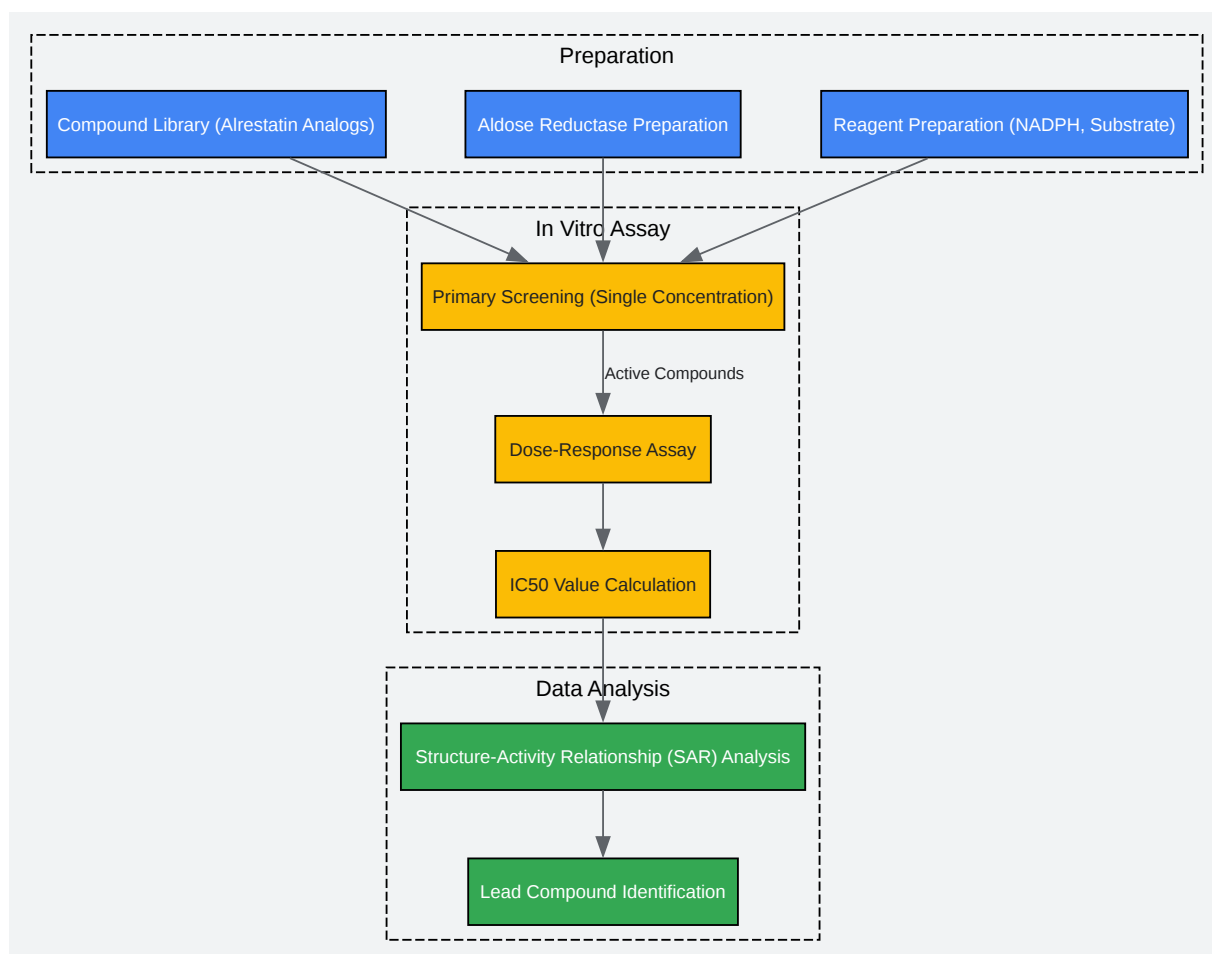 Preparation
Compound Library (Alrestatin Analogs)
Aldose Reductase Preparation
Reagent Preparation (NADPH, Substrate)
In Vitro Assay
Primary Screening (Single Concentration)
Active Compounds
Dose-Response Assay
IC50 Value Calculation
Data Analysis
Structure-Activity Relationship (SAR) Analysis
Lead Compound Identification